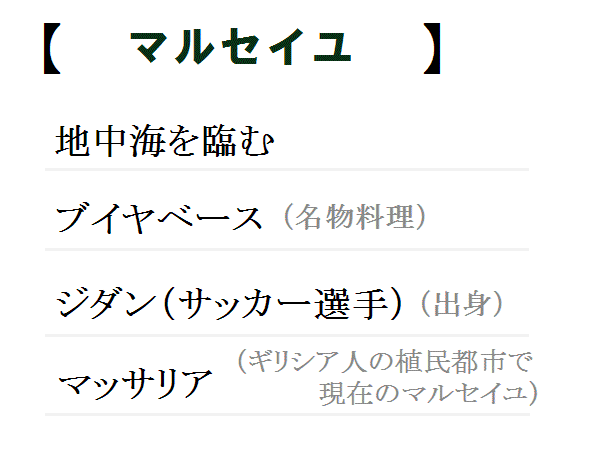 【 マルセイユ 】
地中海を臨む
ブイヤベース（名物料理）
ジダン（サッカー選手）（出身）
マッサリア（ギリシア人の植民都市で
現在のマルセイユ）